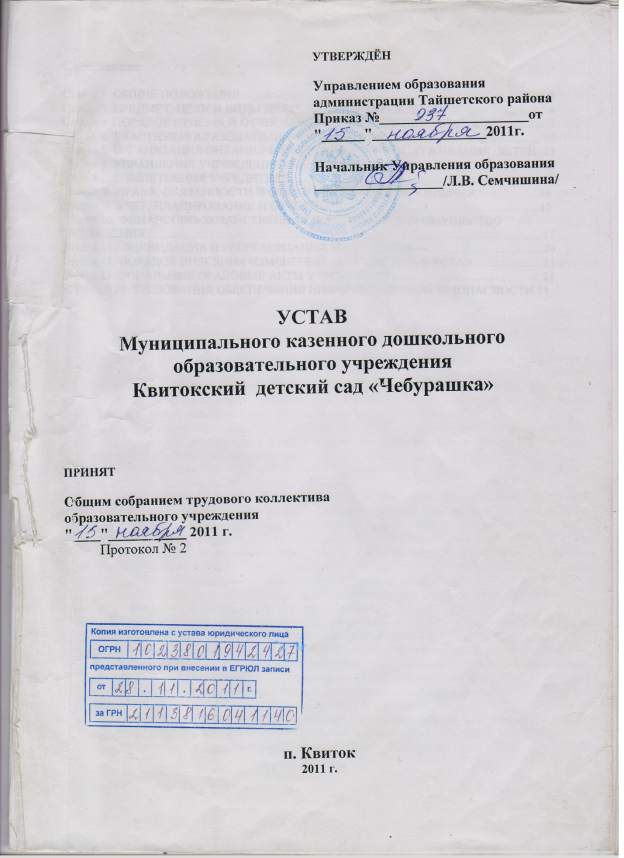 УТВЕРЖДЁН
Управлением образования
администрации Тайшетского района
Приказ № 937 от
"15" ноября 2011г.
Начальник Управления образования
/Л.В. Семчишина/
УСТАВ
Муниципального казенного дошкольного
образовательного учреждения
Квитокский детский сад «Чебурашка»
ПРИНЯТ
Общим собранием трудового коллектива
образовательного учреждения
"15" ноября 2011 г.
Протокол № 2
Копия изготовлена с устава юридического лица
ОГРН 1023801942427
представленного при внесении в ЕГРЮЛ записи
от 28.11.2011 г.
за ГРН 2113816041140
п. Квиток
2011 г.